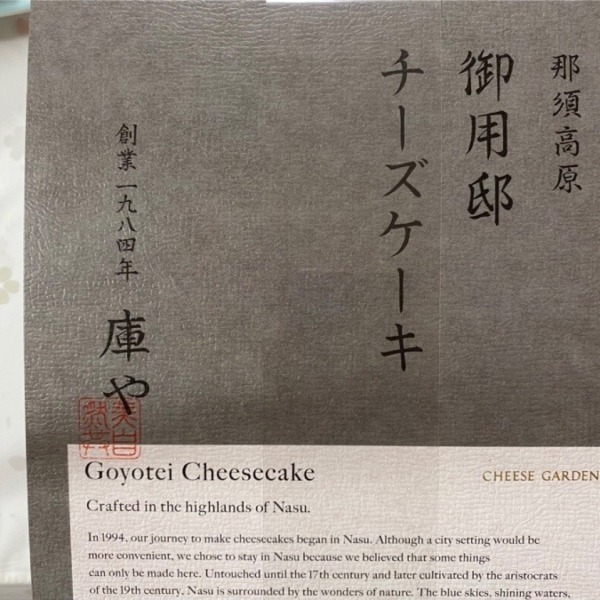 那須高原
御用邸
チーズケーキ
創業一九八四年
庫や
Goyotei Cheesecake
CHEESE GARDEN
Crafted in the highlands of Nasu.
In 1994, our journey to make cheesecakes began in Nasu. Although a city setting would be
more convenient, we chose to stay in Nasu because we believed that some things
can only be made here. Untouched until the 17th century and later cultivated by the aristocrats
of the 19th century, Nasu is surrounded by the wonders of nature. The blue skies, shining waters,